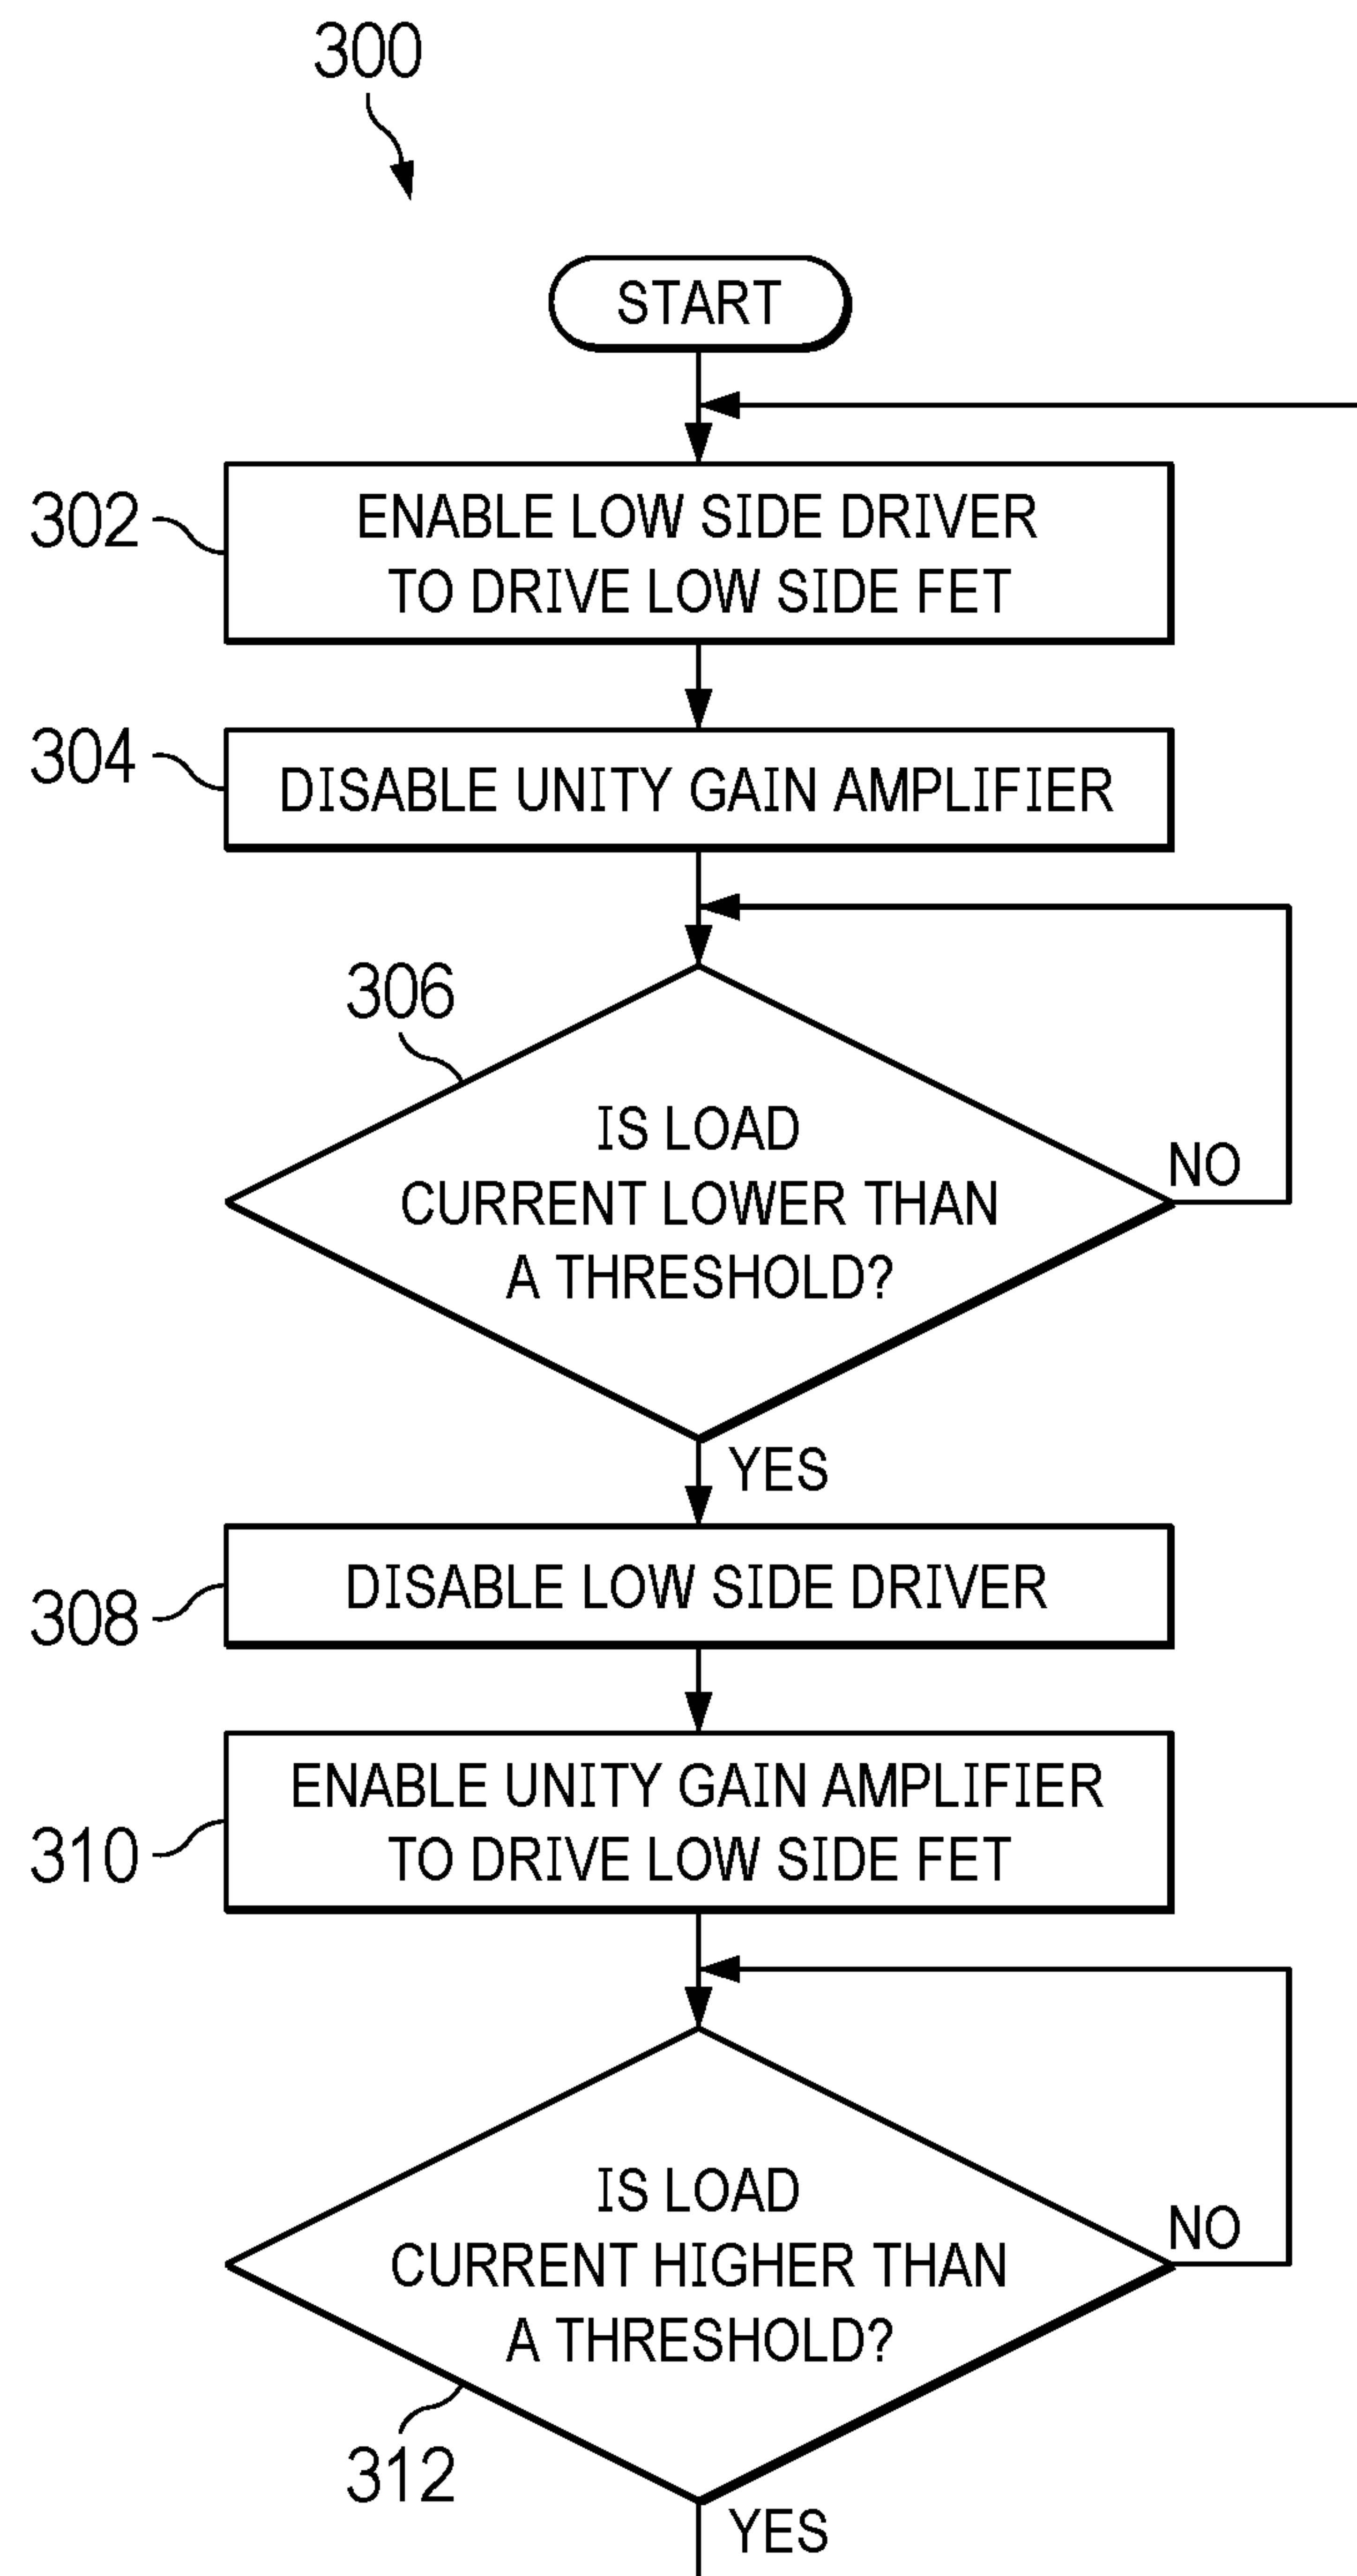 300
START
302
ENABLE LOW SIDE DRIVER
TO DRIVE LOW SIDE FET
304
DISABLE UNITY GAIN AMPLIFIER
306
IS LOAD
CURRENT LOWER THAN
A THRESHOLD?
NO
YES
308
DISABLE LOW SIDE DRIVER
310
ENABLE UNITY GAIN AMPLIFIER
TO DRIVE LOW SIDE FET
IS LOAD
CURRENT HIGHER THAN
A THRESHOLD?
NO
312
YES